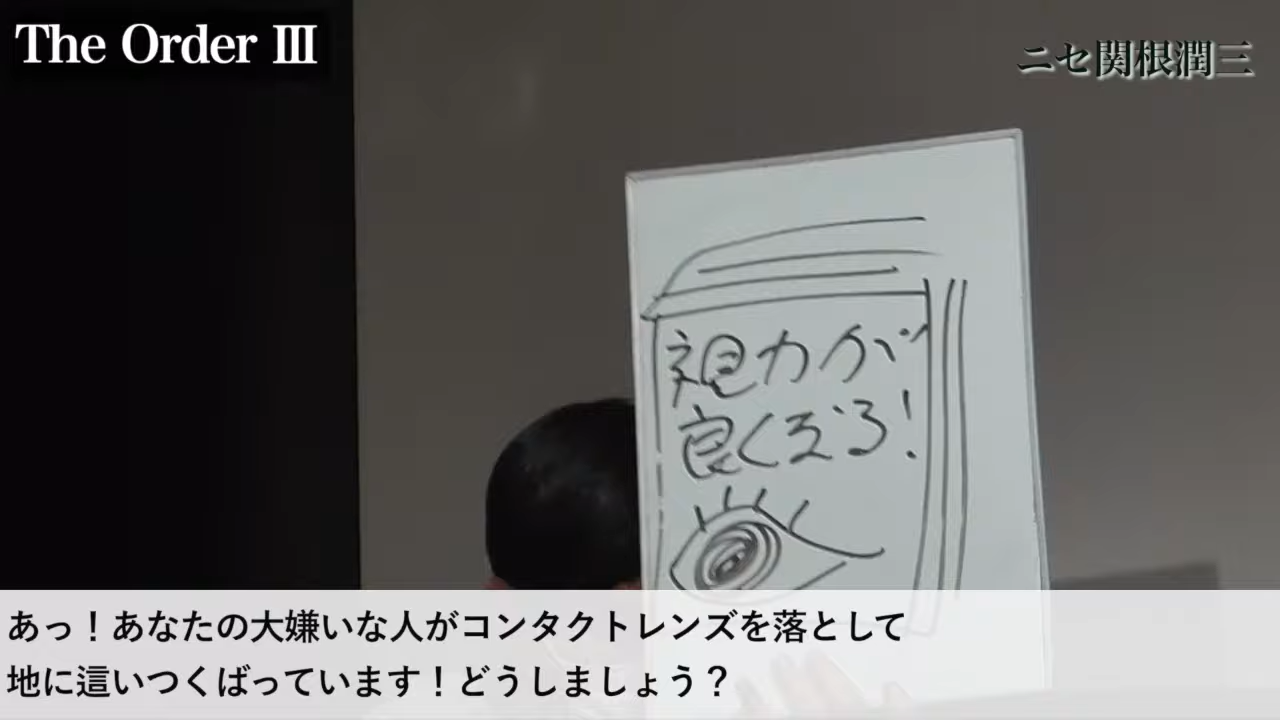 The Order Ⅲ
ニセ関根潤三
視力が
良くなる!
あっ！あなたの大嫌いな人がコンタクトレンズを落として
地に這いつくばっています！どうしましょう？